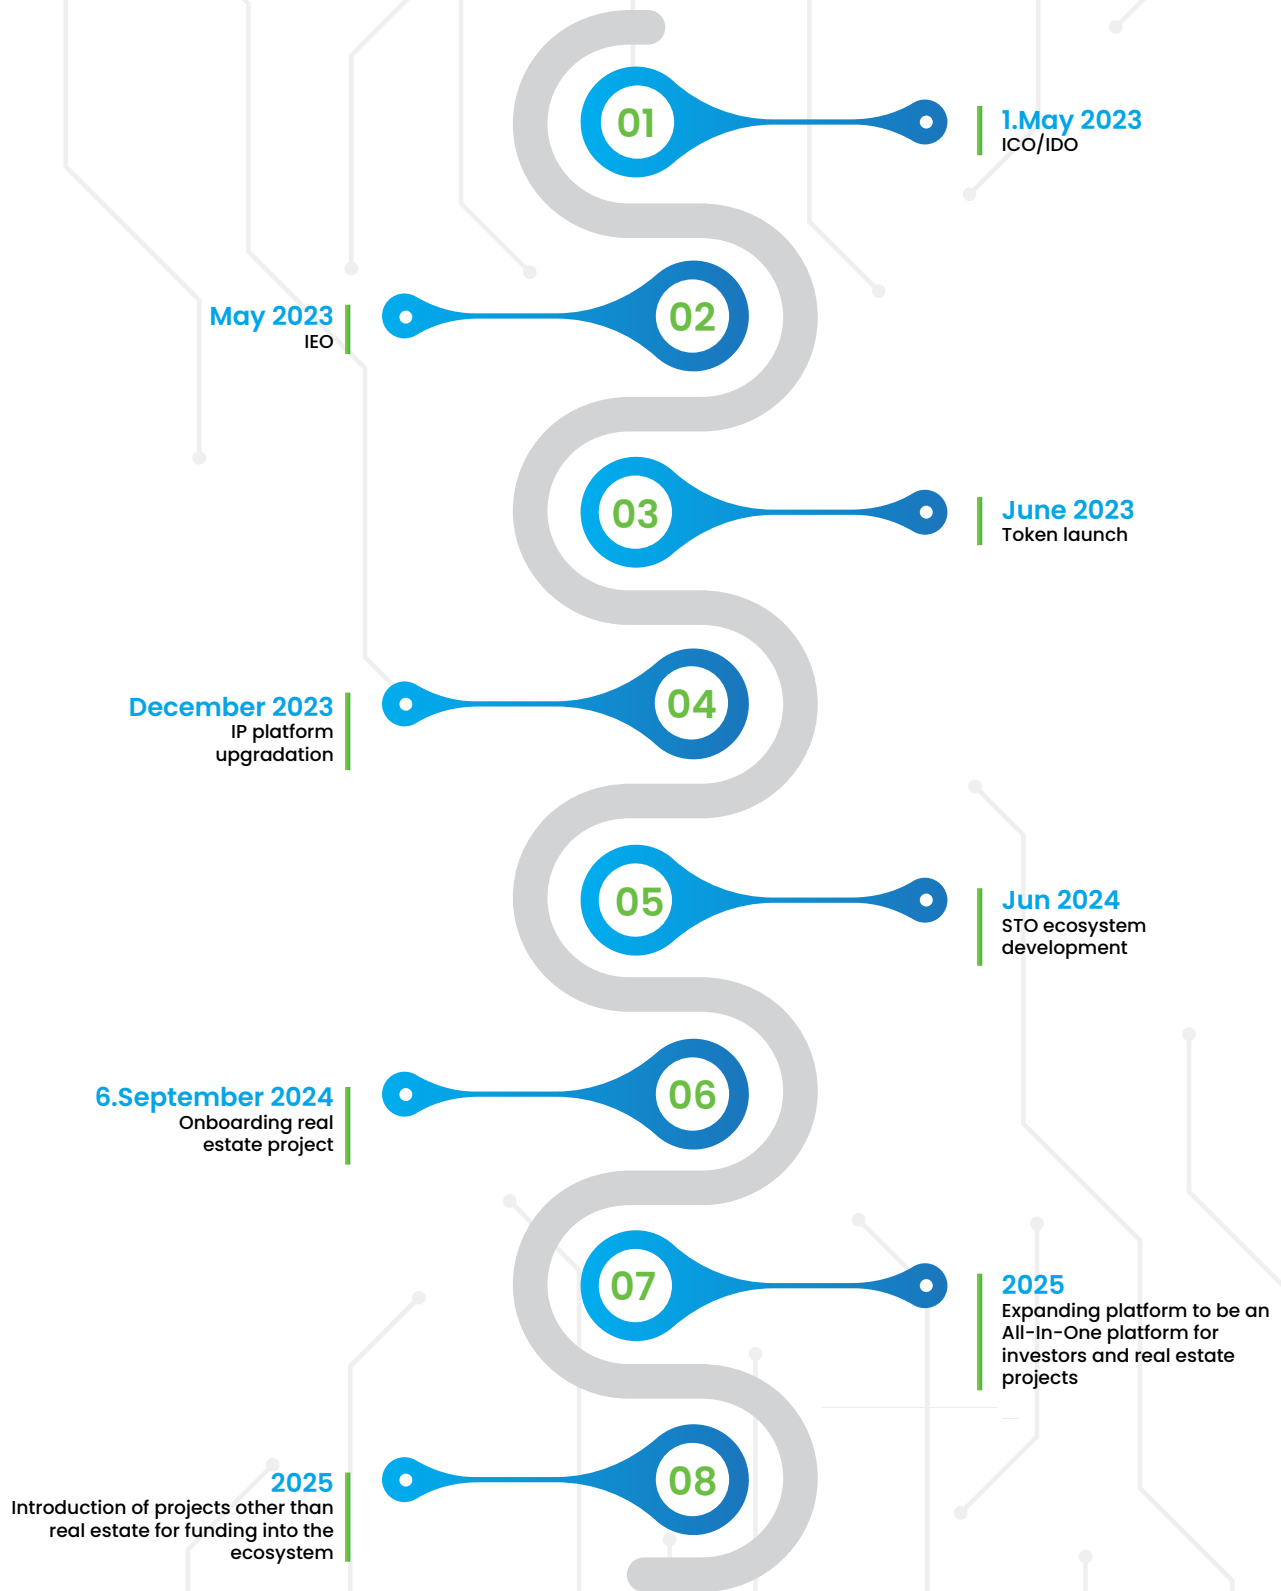 01
1.May 2023
ICO/IDO
02
May 2023
IEO
03
June 2023
Token launch
04
December 2023
IP platform
upgradation
05
Jun 2024
STO ecosystem
development
06
6.September 2024
Onboarding real
estate project
07
2025
Expanding platform to be an
All-In-One platform for
investors and real estate
projects
08
2025
Introduction of projects other than
real estate for funding into the
ecosystem